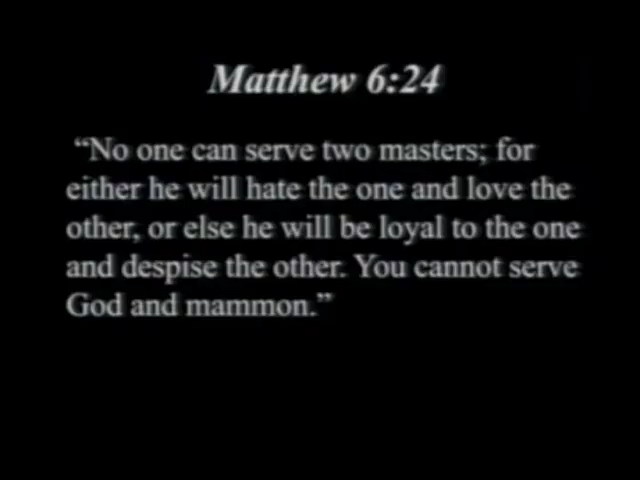 Matthew 6:24
“No one can serve two masters; for
either he will hate the one and love the
other, or else he will be loyal to the one
and despise the other. You cannot serve
God and mammon.”